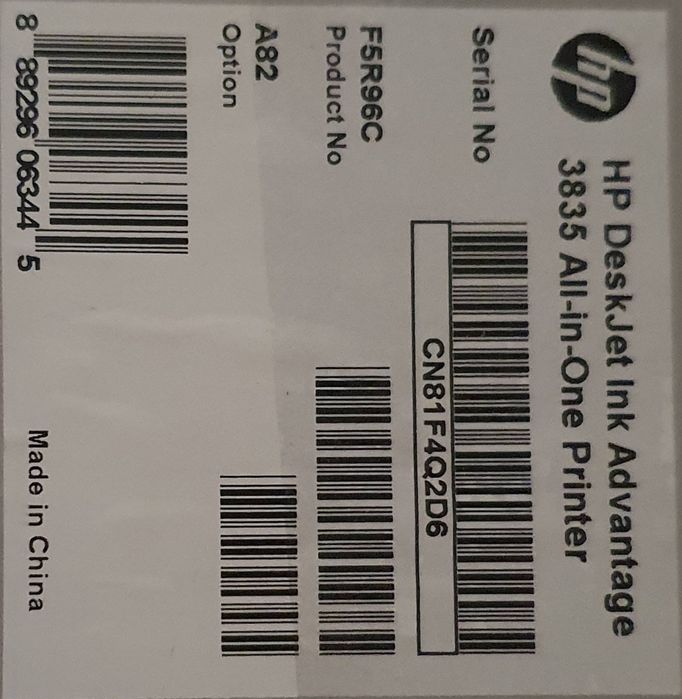 hp
HP DeskJet Ink Advantage
3835 All-in-One Printer
Serial No
CN81F4Q2D6
F5R96C
Product No
A82
Option
8 89296 06344 5
Made in China